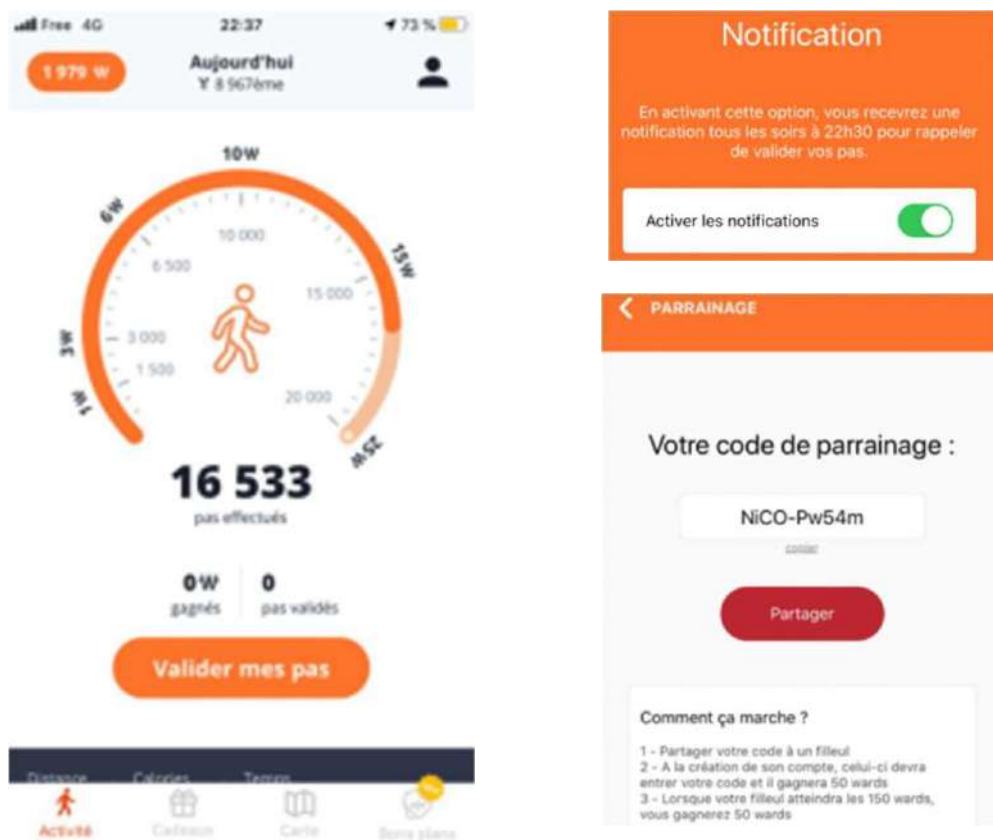 Free 4G
22:37
73 %
1 979 W
Aujourd'hui
8 967ème
10W
6W
15W
3W
1W
25W
10 000
6 500
15 000
3 000
1 500
20 000
16 533
pas effectués
0 W
gagnés
0
pas validés
Valider mes pas
Distance Calories Temps
Activité Cadeaux Carte Bons plans
Notification
En activant cette option, vous recevrez une
notification tous les soirs à 22h30 pour rappeler
de valider vos pas.
Activer les notifications
PARRAINAGE
Votre code de parrainage :
NiCO-Pw54m
copier
Partager
Comment ça marche ?
1 - Partager votre code à un filleul
2 - A la création de son compte, celui-ci devra
entrer votre code et il gagnera 50 wards
3 - Lorsque votre filleul atteindra les 150 wards,
vous gagnerez 50 wards